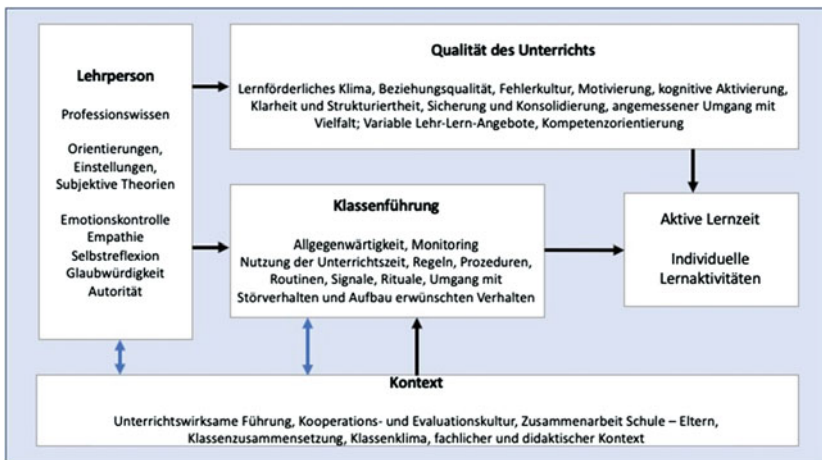 Lehrperson
Professionswissen
Orientierungen,
Einstellungen,
Subjektive Theorien
Emotionskontrolle
Empathie
Selbstreflexion
Glaubwürdigkeit
Autorität
Qualität des Unterrichts
Lernförderliches Klima, Beziehungsqualität, Fehlerkultur, Motivierung, kognitive Aktivierung,
Klarheit und Strukturiertheit, Sicherung und Konsolidierung, angemessener Umgang mit
Vielfalt; Variable Lehr-Lern-Angebote, Kompetenzorientierung
Klassenführung
Allgegenwärtigkeit, Monitoring
Nutzung der Unterrichtszeit, Regeln, Prozeduren,
Routinen, Signale, Rituale, Umgang mit
Störverhalten und Aufbau erwünschten Verhalten
Aktive Lernzeit
Individuelle
Lernaktivitäten
Kontext
Unterrichtswirksame Führung, Kooperations- und Evaluationskultur, Zusammenarbeit Schule – Eltern,
Klassenzusammensetzung, Klassenklima, fachlicher und didaktischer Kontext